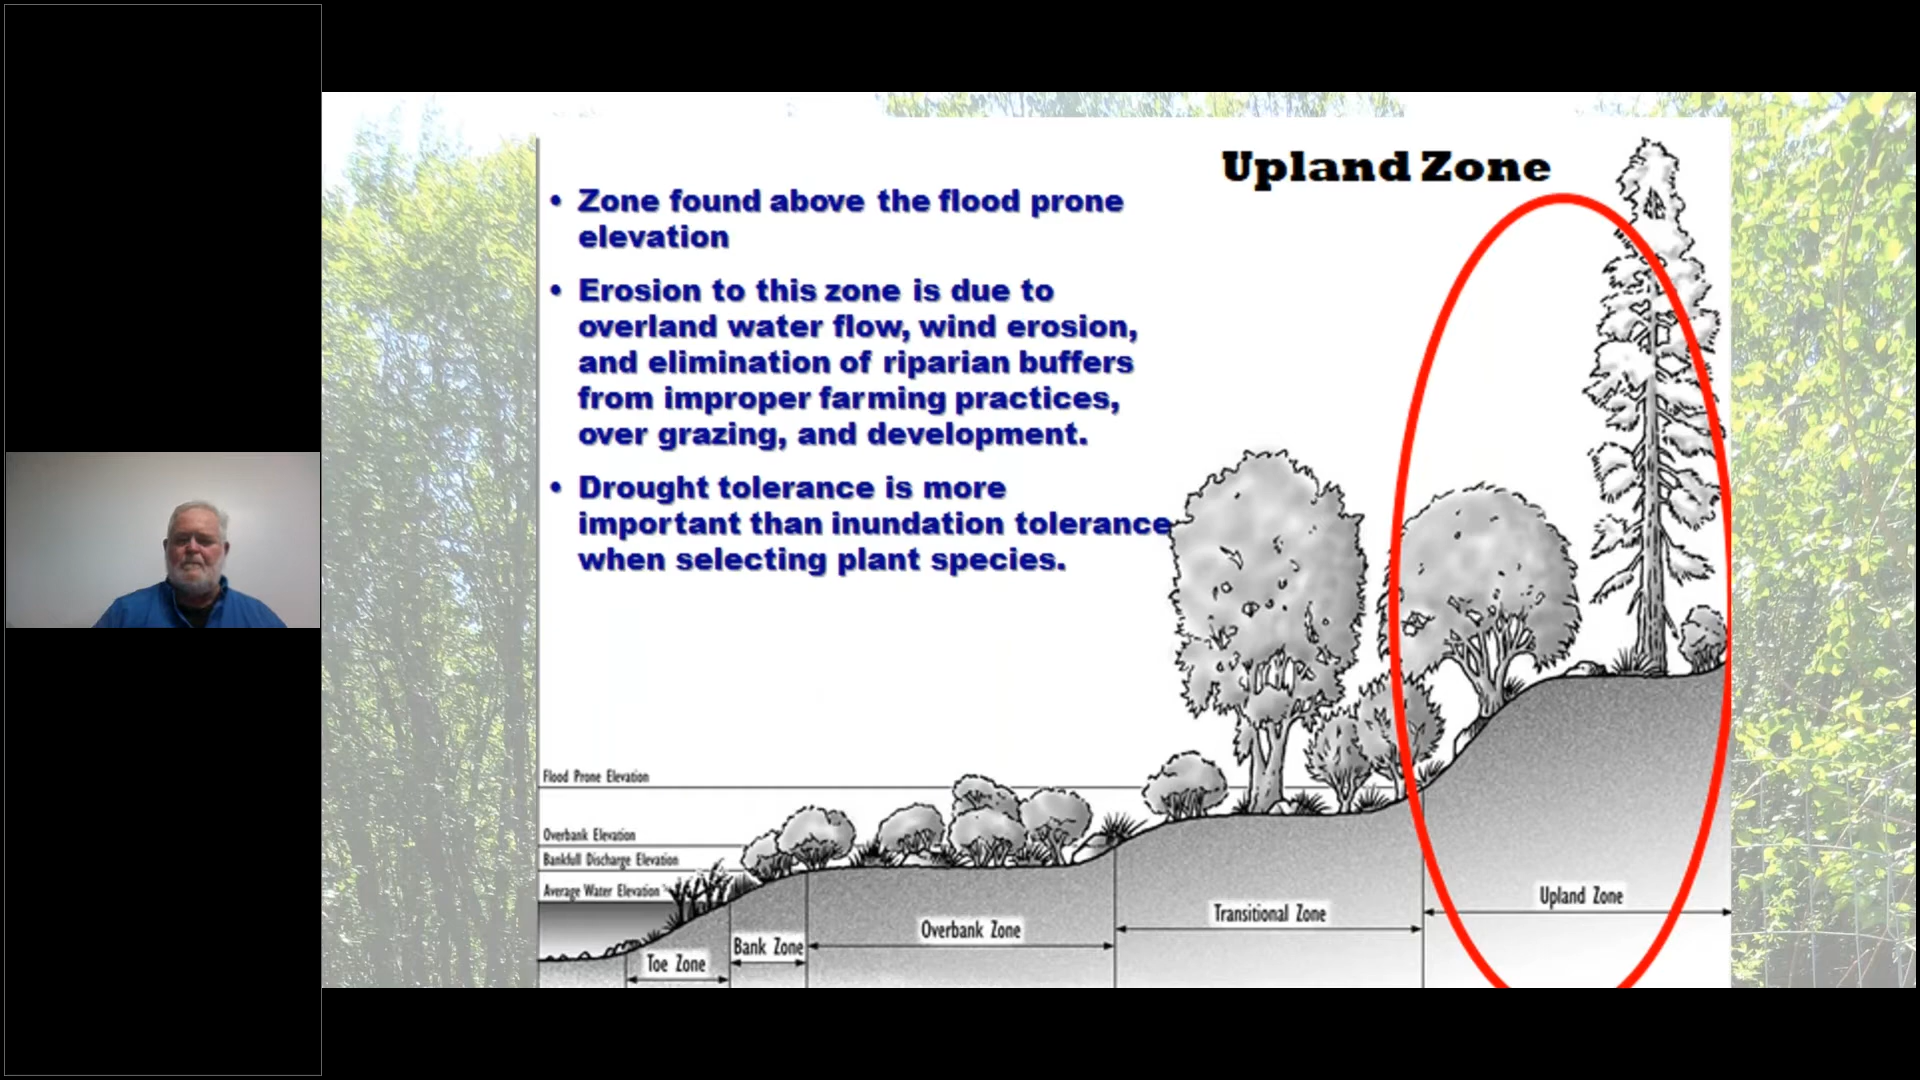 Upland Zone
• Zone found above the flood prone
elevation
• Erosion to this zone is due to
overland water flow, wind erosion,
and elimination of riparian buffers
from improper farming practices,
over grazing, and development.
• Drought tolerance is more
important than inundation tolerance
when selecting plant species.
Flood Prone Elevation
Overbank Elevation
Bankfull Discharge Elevation
Average Water Elevation
Toe Zone
Bank Zone
Overbank Zone
Transitional Zone
Upland Zone